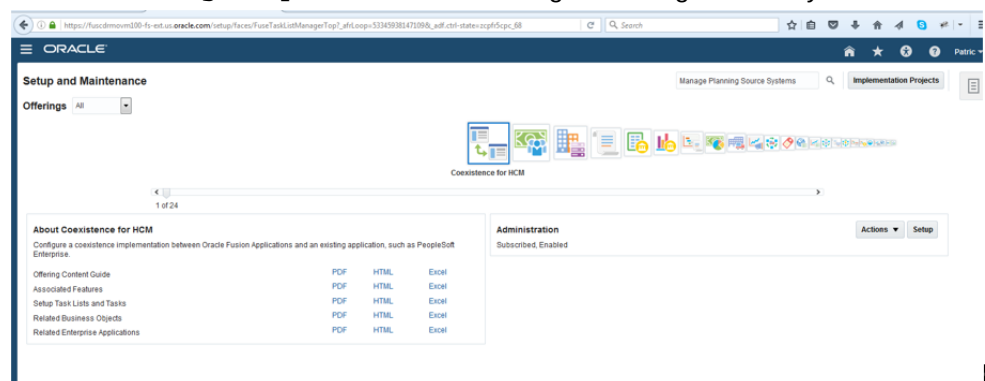 https://fuscdrmovm100-fs-ext.us.oracle.com/setup/faces/FuseTaskListManagerTop?_afrLoop=53345938147109&_adf.ctrl-state=zcpfr5cpc_68
Search
ORACLE
Patric
Setup and Maintenance
Manage Planning Source Systems
Implementation Projects
Offerings All
Coexistence for HCM
1 of 24
About Coexistence for HCM
Configure a coexistence implementation between Oracle Fusion Applications and an existing application, such as PeopleSoft
Enterprise.
Offering Content Guide PDF HTML Excel
Associated Features PDF HTML Excel
Setup Task Lists and Tasks PDF HTML Excel
Related Business Objects PDF HTML Excel
Related Enterprise Applications PDF HTML Excel
Administration Actions Setup
Subscribed, Enabled